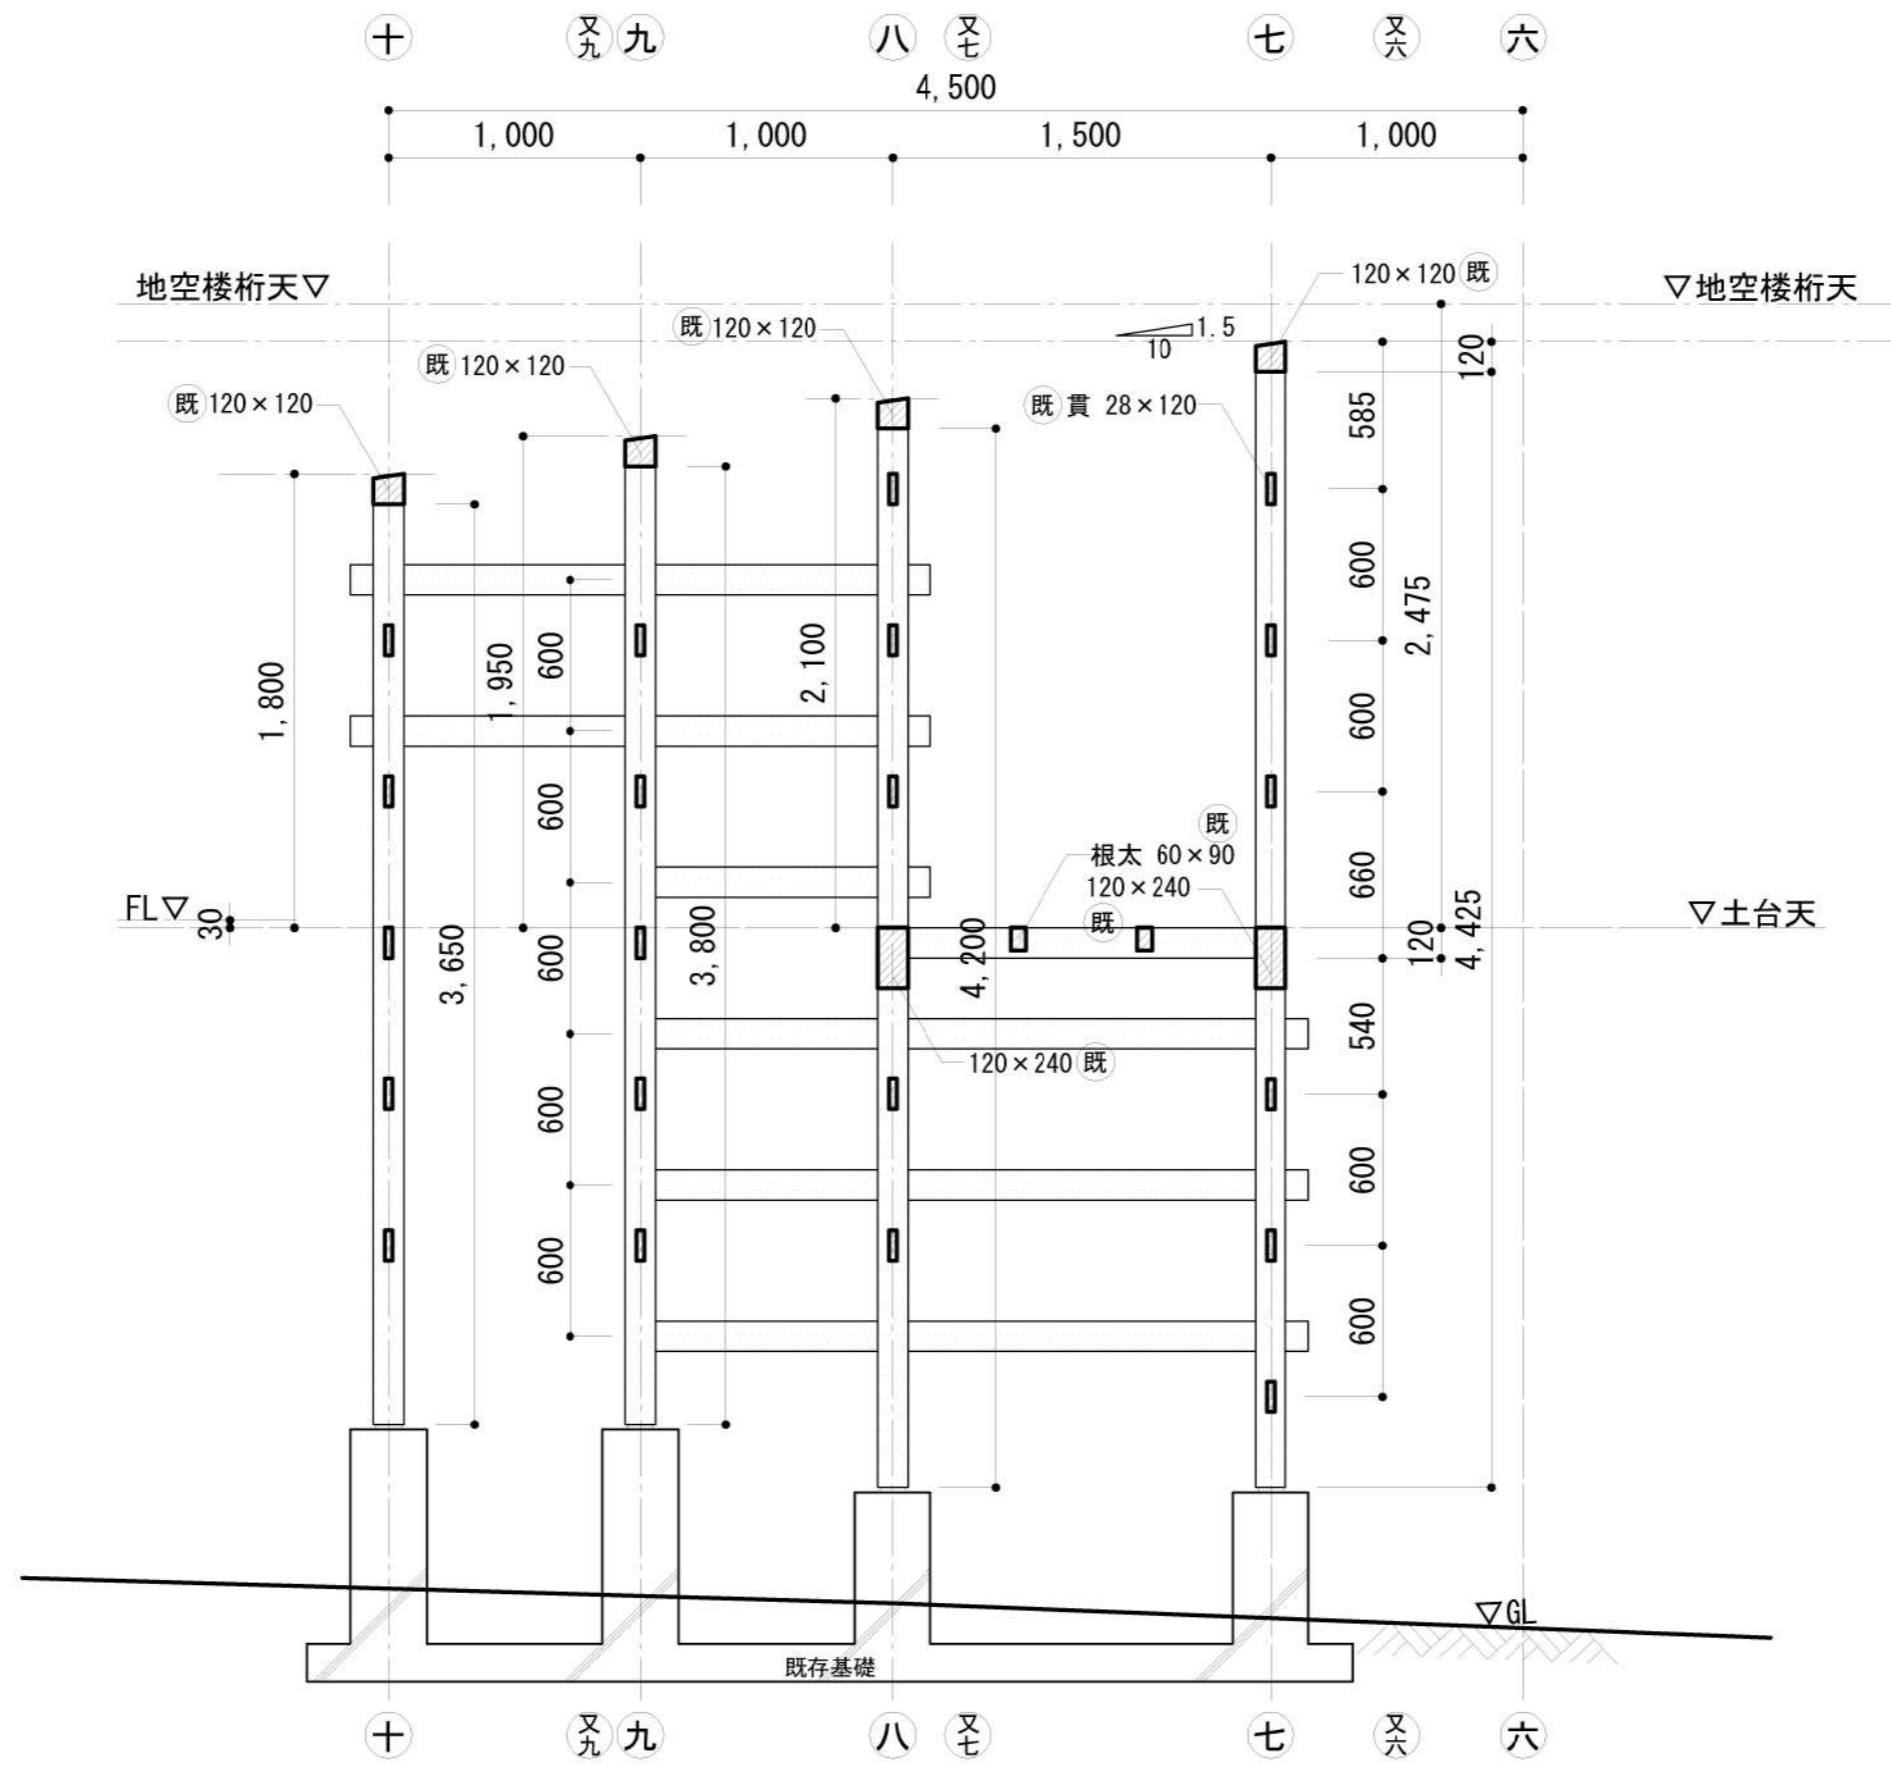 十 又九 九 八 又七 七 又六 六
4,500
1,000 1,000 1,500 1,000
地空楼桁天▽
▽地空楼桁天
120×120 既
既 120×120
1.5
10
既 120×120
既 120×120
既 貫 28×120
120
585
600
2,475
600
660
120
4,425
540
600
600
1,800
1,950
600
2,100
600
600
600
600
3,650
3,800
4,200
既
根太 60×90
120×240
既
FL▽
30
▽土台天
120×240 既
▽GL
既存基礎
十 又九 九 八 又七 七 又六 六